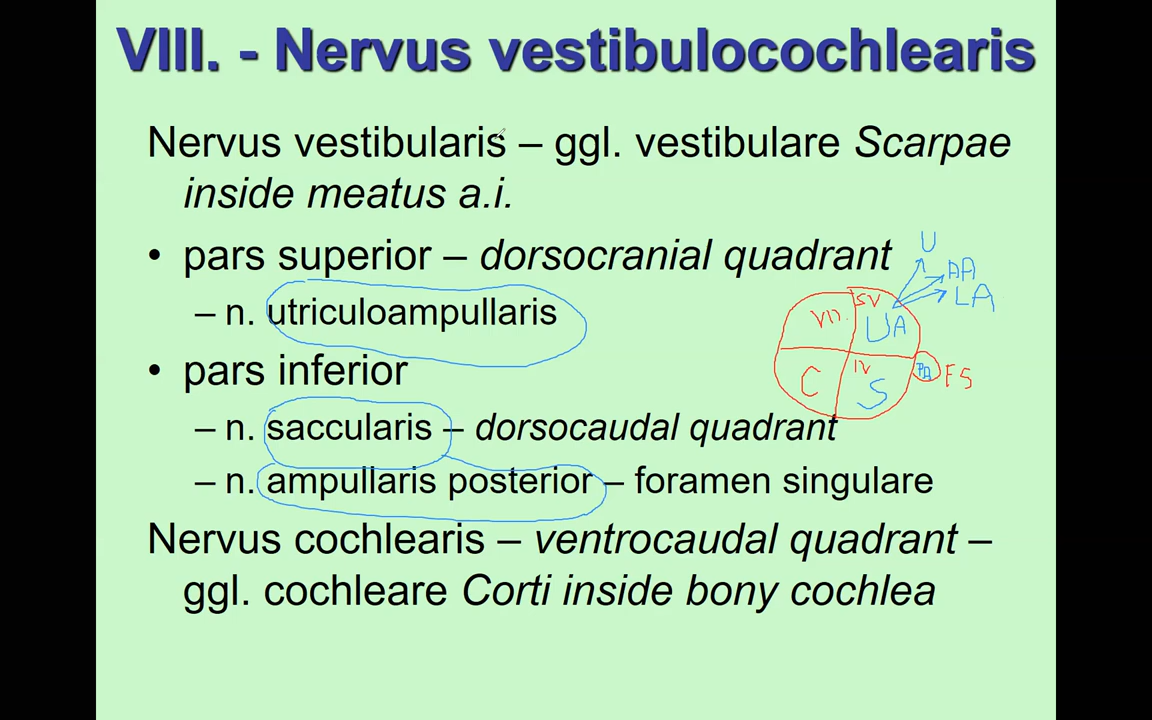 VIII. - Nervus vestibulocochlearis
Nervus vestibularis – ggl. vestibulare Scarpae
inside meatus a.i.
• pars superior – dorsocranial quadrant
– n. utriculoampullaris
• pars inferior
– n. saccularis – dorsocaudal quadrant
– n. ampullaris posterior – foramen singulare
Nervus cochlearis – ventrocaudal quadrant –
ggl. cochleare Corti inside bony cochlea
U
AA
LA
SV
VII.
UA
IV
C
S
PA
FS